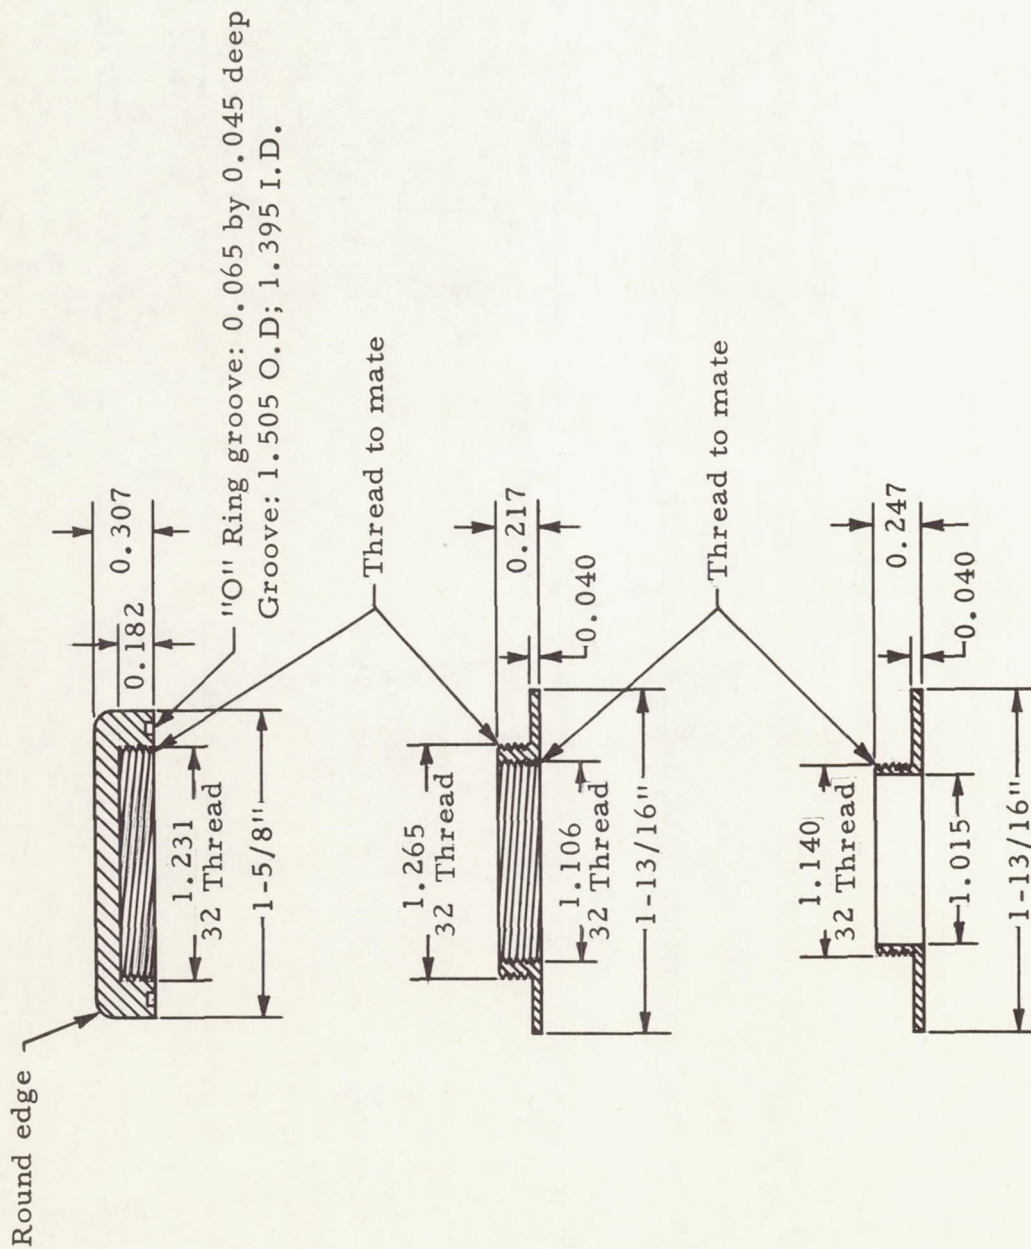 Round edge
0.307
0.182
"O" Ring groove: 0.065 by 0.045 deep
Groove: 1.505 O.D; 1.395 I.D.
1.231
32 Thread
1-5/8"
Thread to mate
0.217
0.040
1.265
32 Thread
1.106
32 Thread
1-13/16"
Thread to mate
0.247
0.040
1.140
32 Thread
1.015
1-13/16"